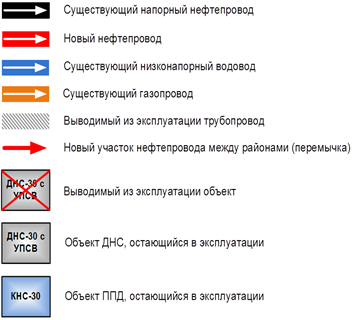 Существующий напорный нефтепровод
Новый нефтепровод
Существующий низконапорный водовод
Существующий газопровод
Выводимый из эксплуатации трубопровод
Новый участок нефтепровода между районами (перемычка)
ДНС-30 с
УПСВ
Выводимый из эксплуатации объект
ДНС-30 с
УПСВ
Объект ДНС, остающийся в эксплуатации
КНС-30
Объект ППД, остающийся в эксплуатации